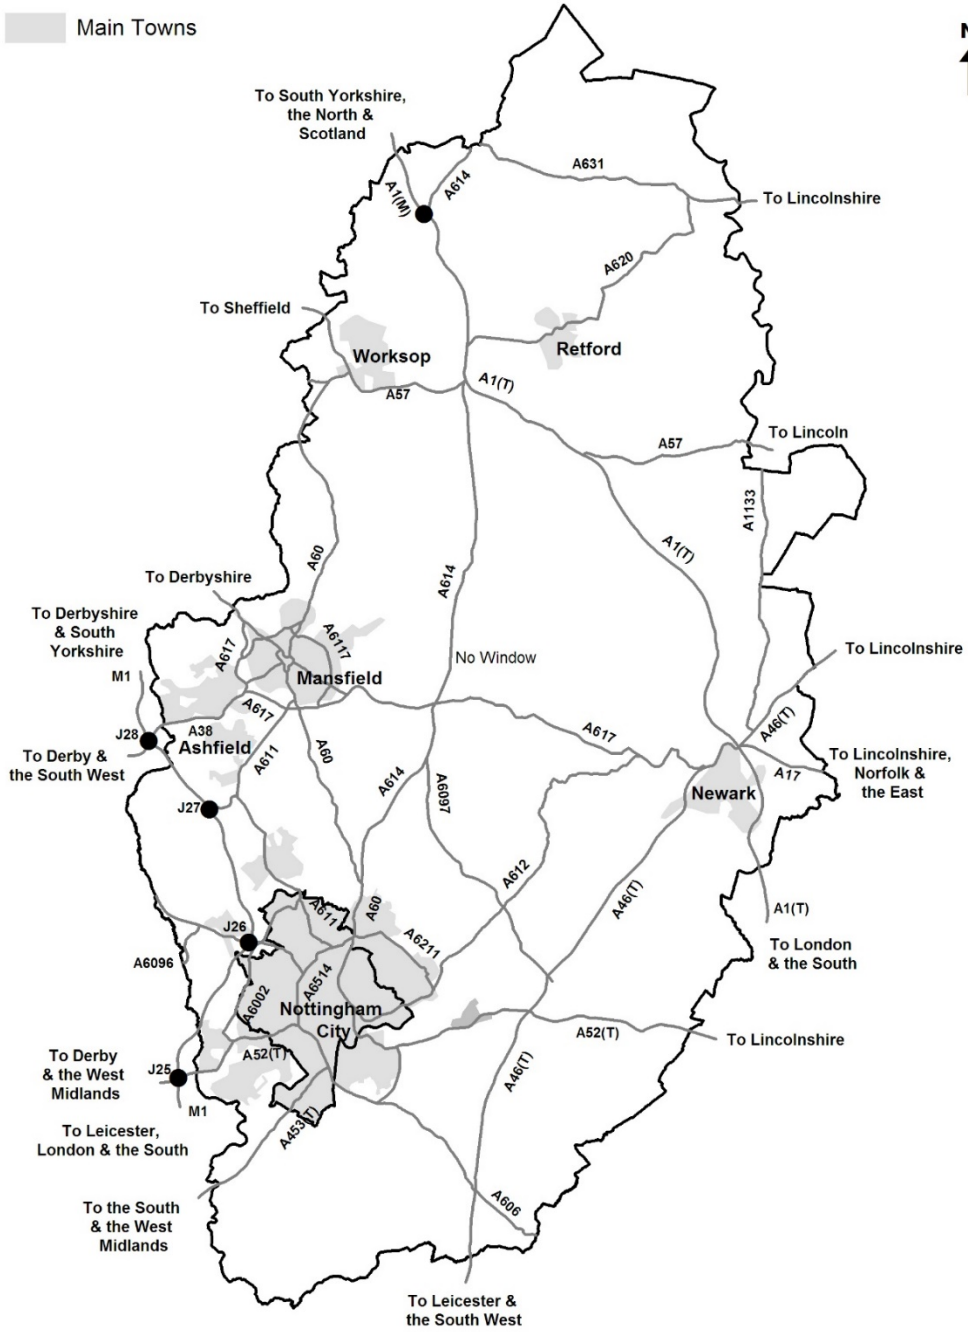 Main Towns
N
To South Yorkshire,
the North &
Scotland
A631
A614
A1(M)
To Lincolnshire
A620
To Sheffield
Worksop
Retford
A1(T)
A57
To Lincoln
A57
A1133
A1(T)
A60
A614
To Derbyshire
To Derbyshire
& South
Yorkshire
A617
A6117
No Window
To Lincolnshire
M1
Mansfield
A617
A46(T)
J28
A38
Ashfield
A617
To Derby &
the South West
A611
A60
A614
A6097
To Lincolnshire,
Norfolk &
the East
A17
Newark
J27
A612
A46(T)
A1(T)
A611
A60
J26
A6211
To London
& the South
A6096
A6514
A6002
Nottingham
City
A52(T)
To Lincolnshire
A52(T)
To Derby
& the West
Midlands
J25
A46(T)
M1
A453(T)
To Leicester,
London & the South
A606
To the South
& the West
Midlands
To Leicester &
the South West